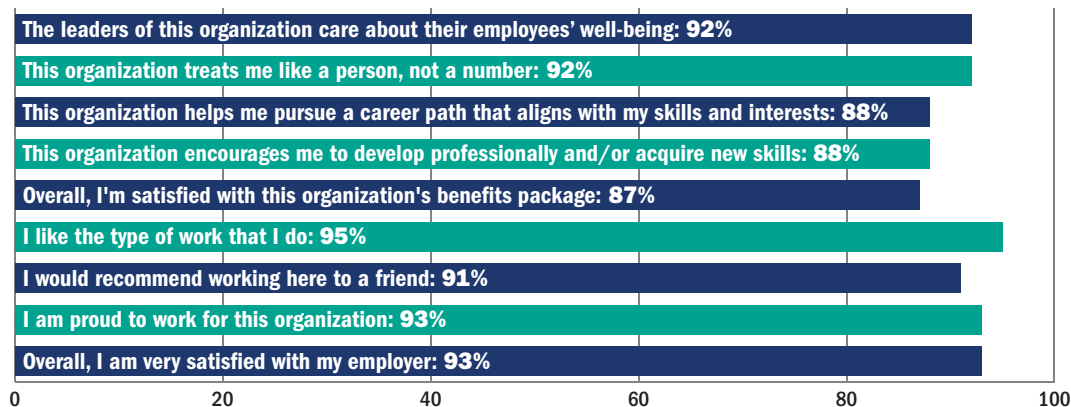 The leaders of this organization care about their employees’ well-being: 92%
This organization treats me like a person, not a number: 92%
This organization helps me pursue a career path that aligns with my skills and interests: 88%
This organization encourages me to develop professionally and/or acquire new skills: 88%
Overall, I'm satisfied with this organization's benefits package: 87%
I like the type of work that I do: 95%
I would recommend working here to a friend: 91%
I am proud to work for this organization: 93%
Overall, I am very satisfied with my employer: 93%
0 20 40 60 80 100